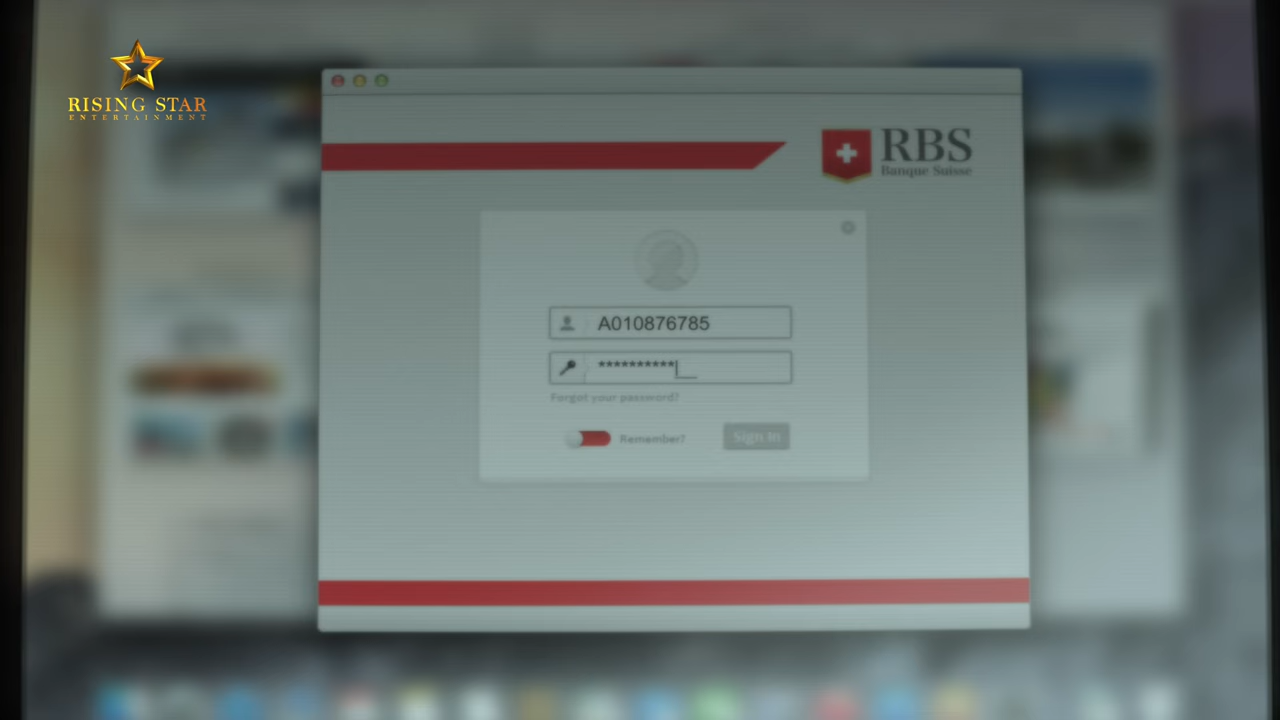 RISING STAR
ENTERTAINMENT
RBS
Banque Suisse
A010876785
**********
Forgot your password?
Remember?
Sign In